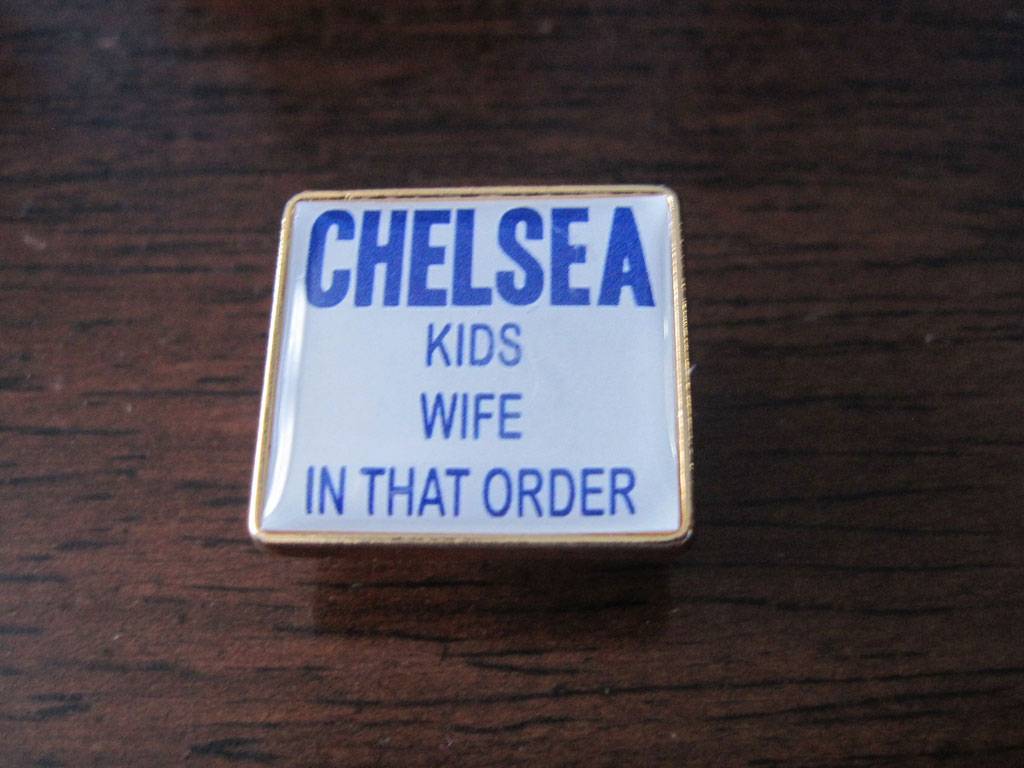 CHELSEA
KIDS
WIFE
IN THAT ORDER